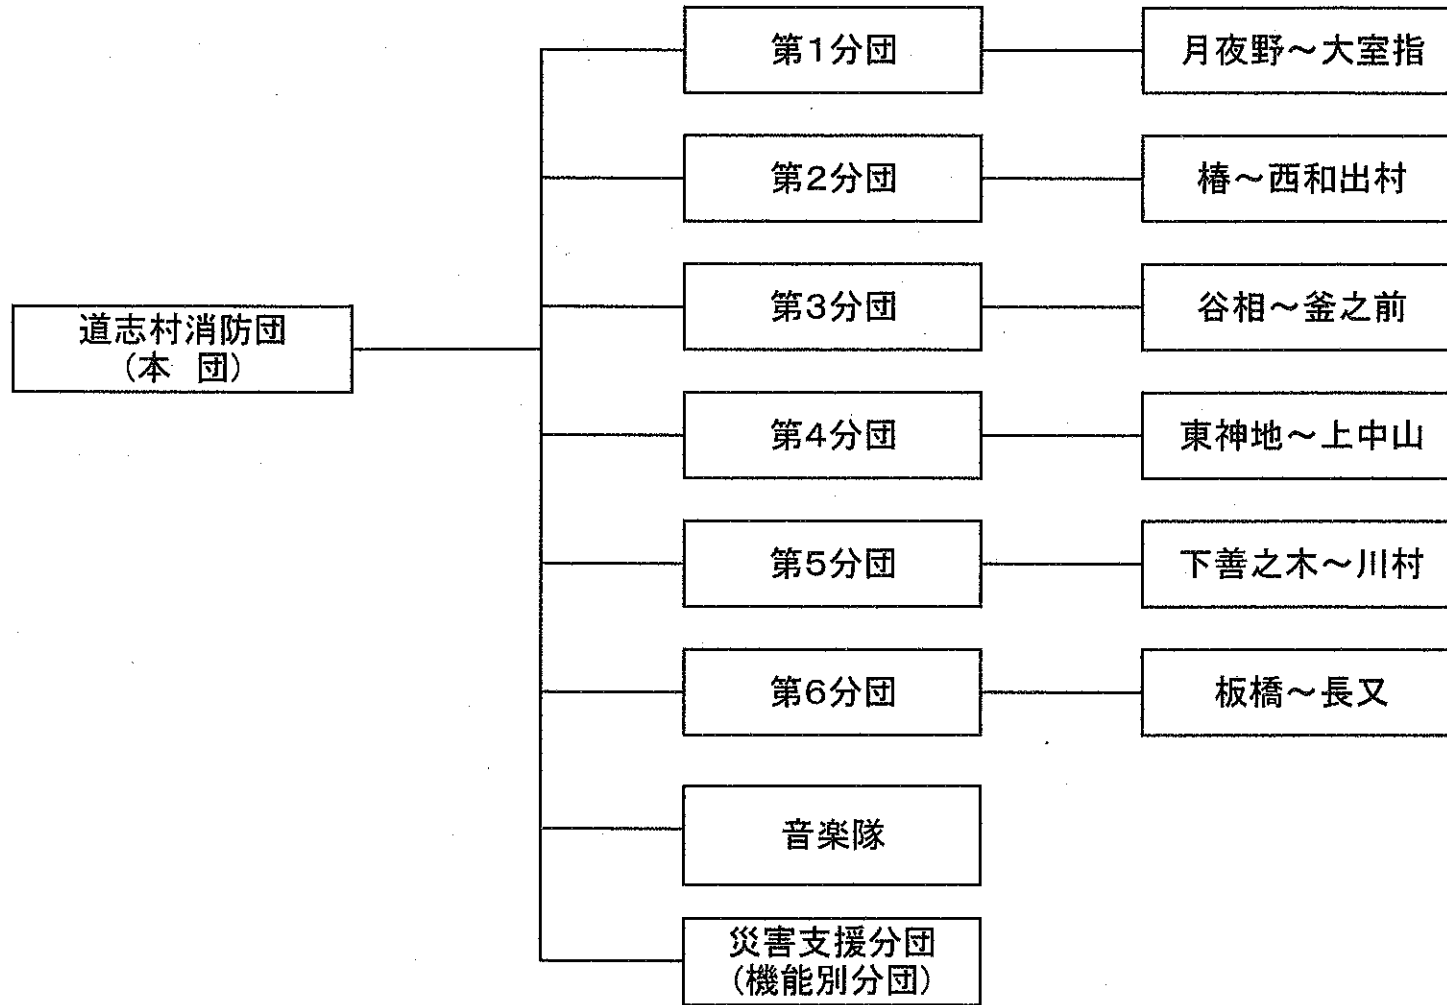 道志村消防団
(本 団)
第1分団
月夜野～大室指
第2分団
椿～西和出村
第3分団
谷相～釜之前
第4分団
東神地～上中山
第5分団
下善之木～川村
第6分団
板橋～長又
音楽隊
災害支援分団
(機能別分団)